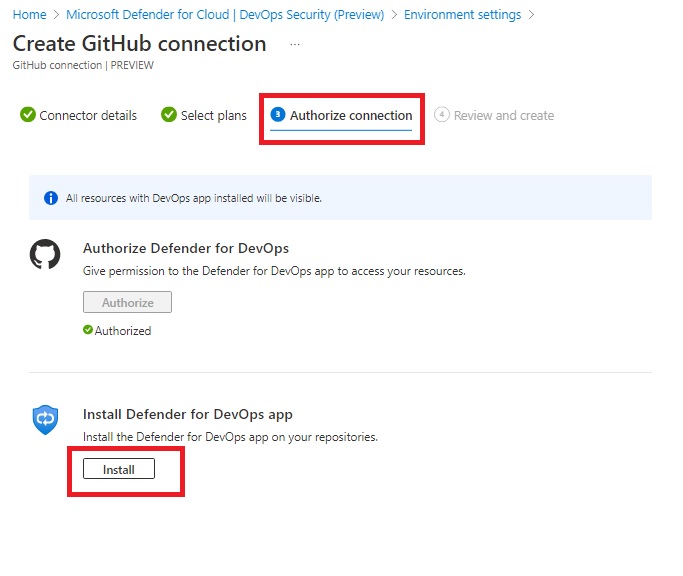 Home > Microsoft Defender for Cloud | DevOps Security (Preview) > Environment settings >
Create GitHub connection ...
GitHub connection | PREVIEW
Connector details Select plans 3 Authorize connection 4 Review and create
All resources with DevOps app installed will be visible.
Authorize Defender for DevOps
Give permission to the Defender for DevOps app to access your resources.
Authorize
Authorized
Install Defender for DevOps app
Install the Defender for DevOps app on your repositories.
Install